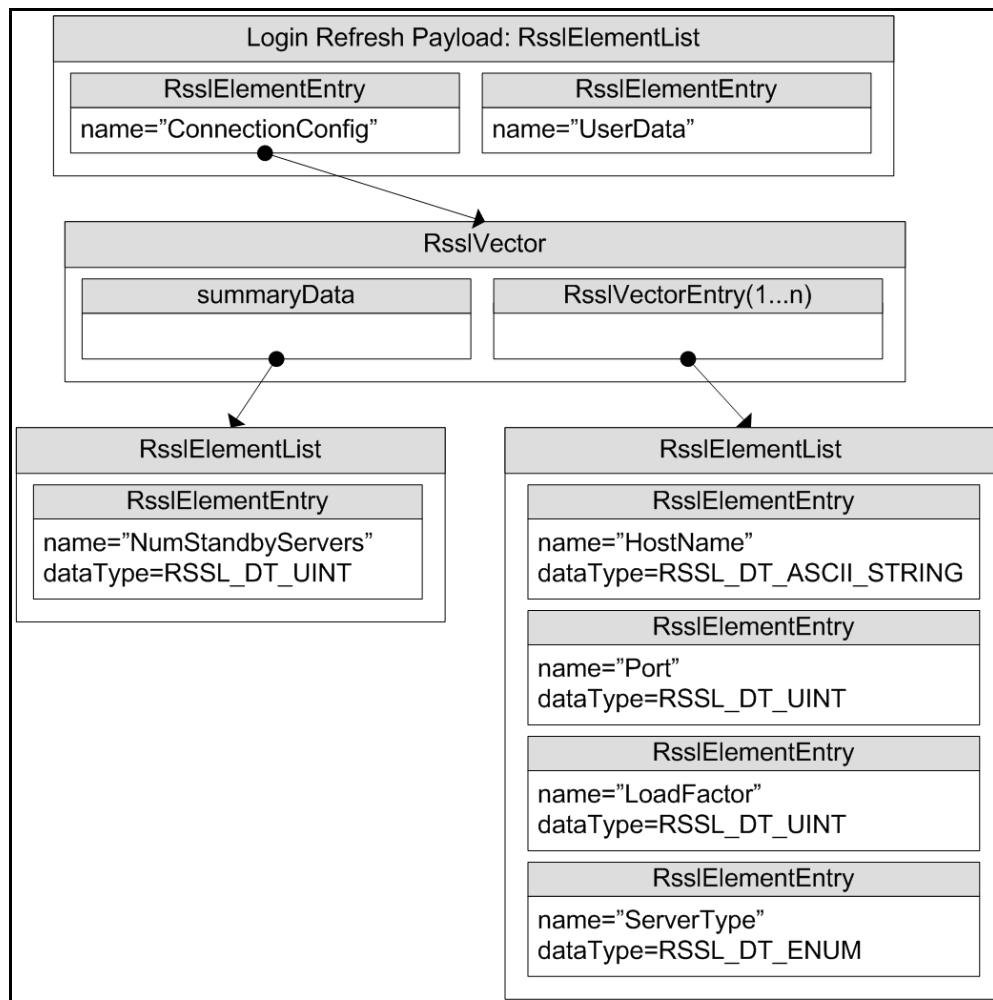 Login Refresh Payload: RsslElementList
RsslElementEntry
name=”ConnectionConfig”
RsslElementEntry
name=”UserData”
RsslVector
summaryData
RsslVectorEntry(1...n)
RsslElementList
RsslElementEntry
name=”NumStandbyServers”
dataType=RSSL_DT_UINT
RsslElementList
RsslElementEntry
name=”HostName”
dataType=RSSL_DT_ASCII_STRING
RsslElementEntry
name=”Port”
dataType=RSSL_DT_UINT
RsslElementEntry
name=”LoadFactor”
dataType=RSSL_DT_UINT
RsslElementEntry
name=”ServerType”
dataType=RSSL_DT_ENUM